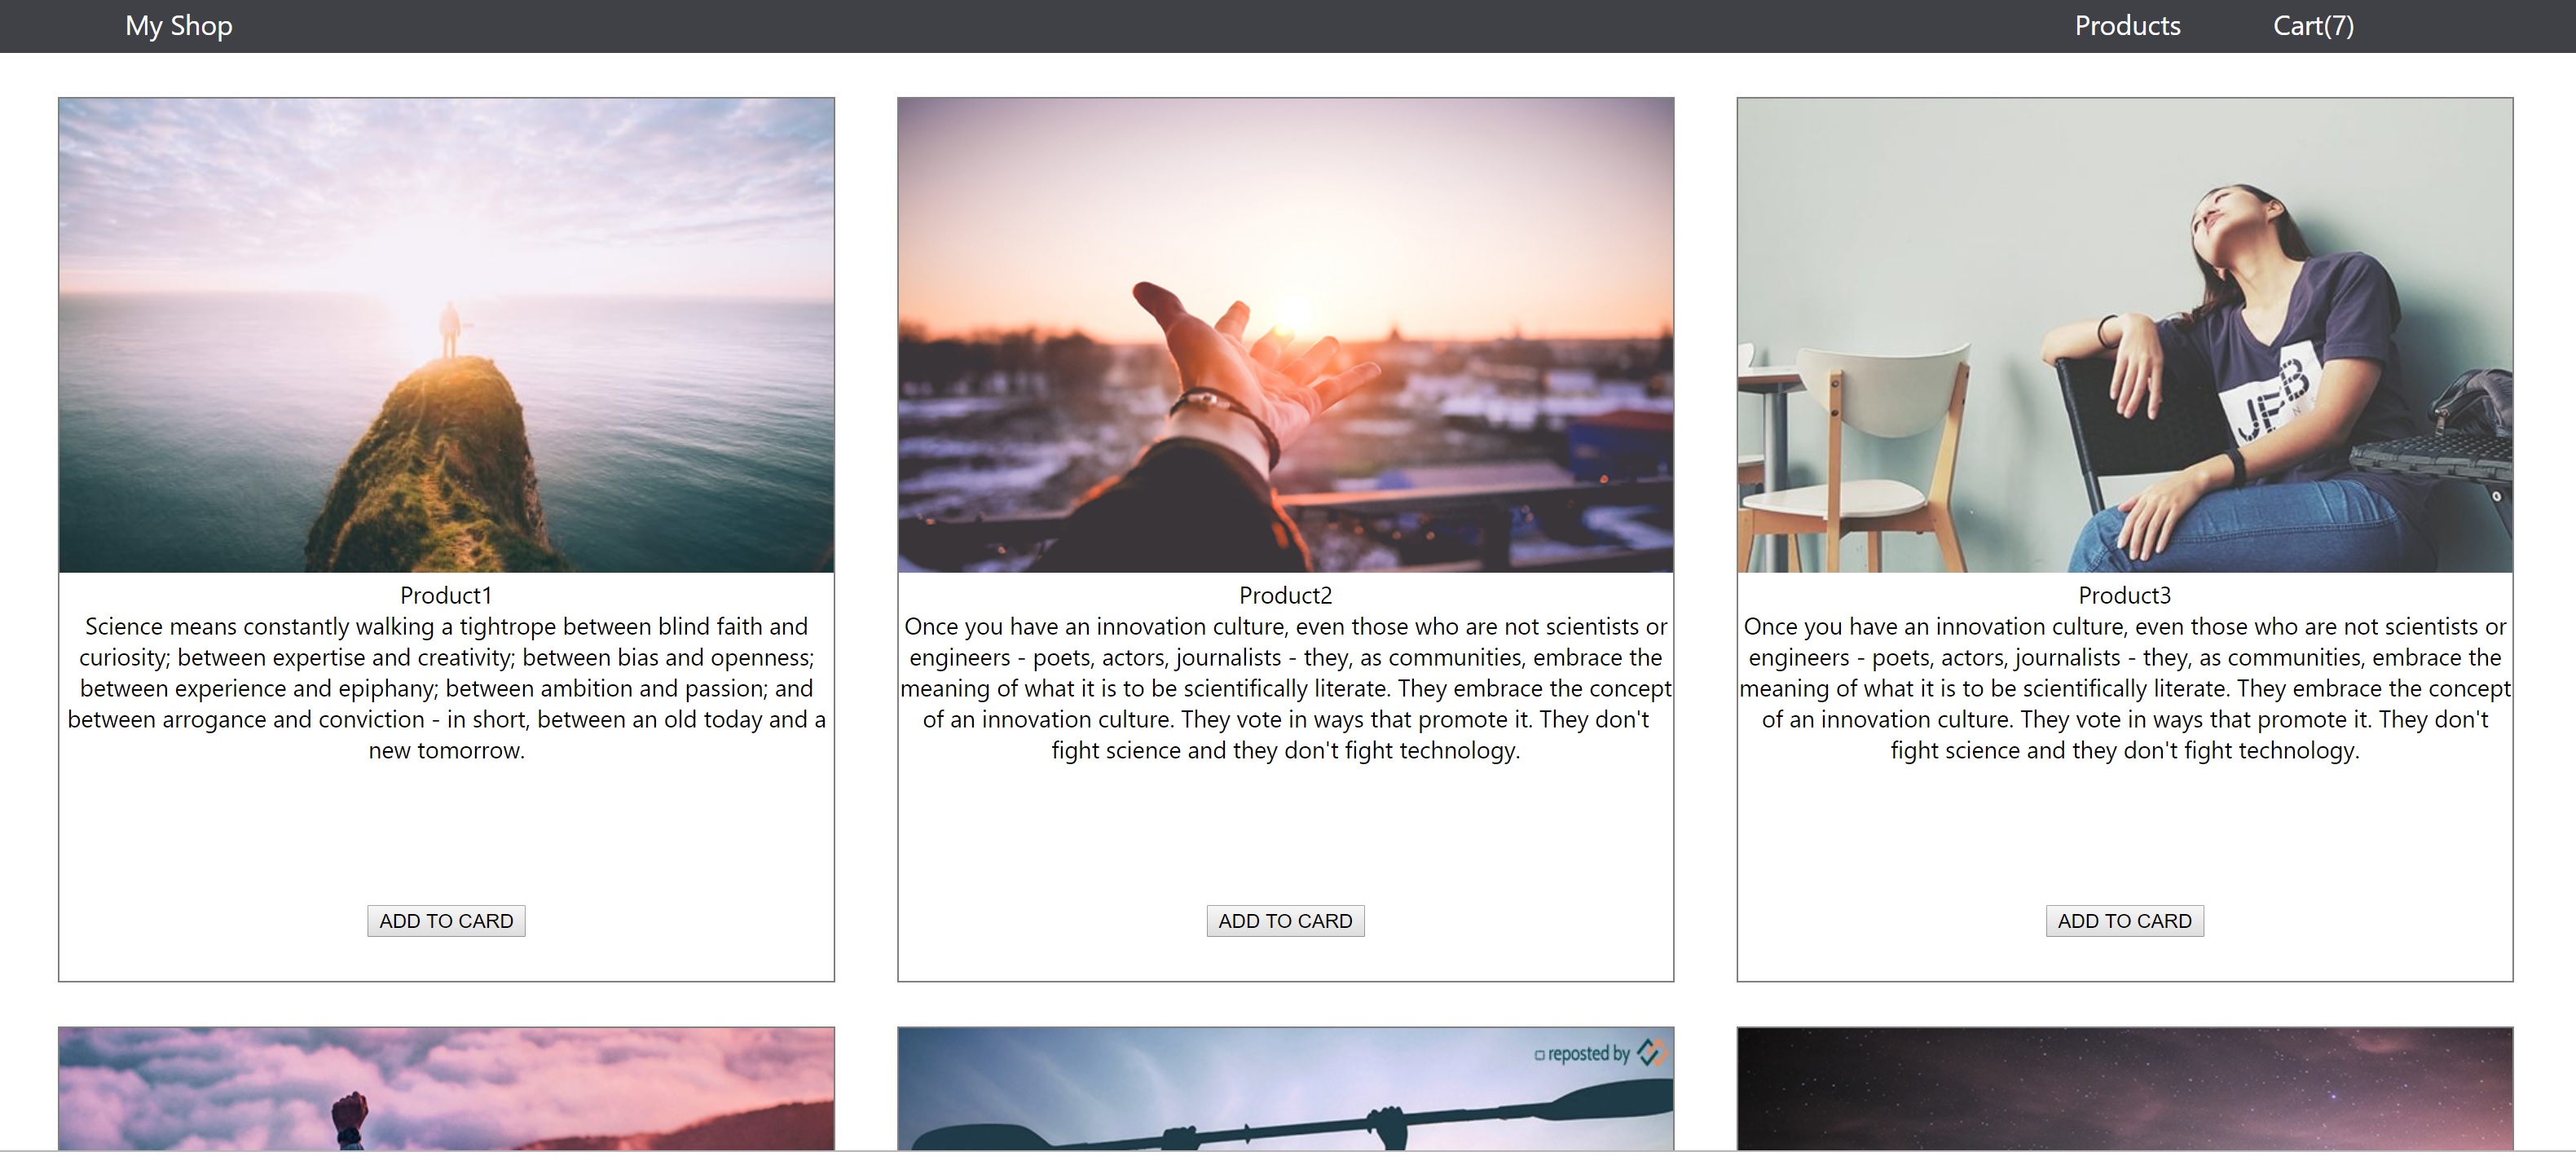 My Shop
Products
Cart(7)
Product1
Science means constantly walking a tightrope between blind faith and
curiosity; between expertise and creativity; between bias and openness;
between experience and epiphany; between ambition and passion; and
between arrogance and conviction - in short, between an old today and a
new tomorrow.
ADD TO CARD
Product2
Once you have an innovation culture, even those who are not scientists or
engineers - poets, actors, journalists - they, as communities, embrace the
meaning of what it is to be scientifically literate. They embrace the concept
of an innovation culture. They vote in ways that promote it. They don't
fight science and they don't fight technology.
ADD TO CARD
JFB
Product3
Once you have an innovation culture, even those who are not scientists or
engineers - poets, actors, journalists - they, as communities, embrace the
meaning of what it is to be scientifically literate. They embrace the concept
of an innovation culture. They vote in ways that promote it. They don't
fight science and they don't fight technology.
ADD TO CARD
reposted by